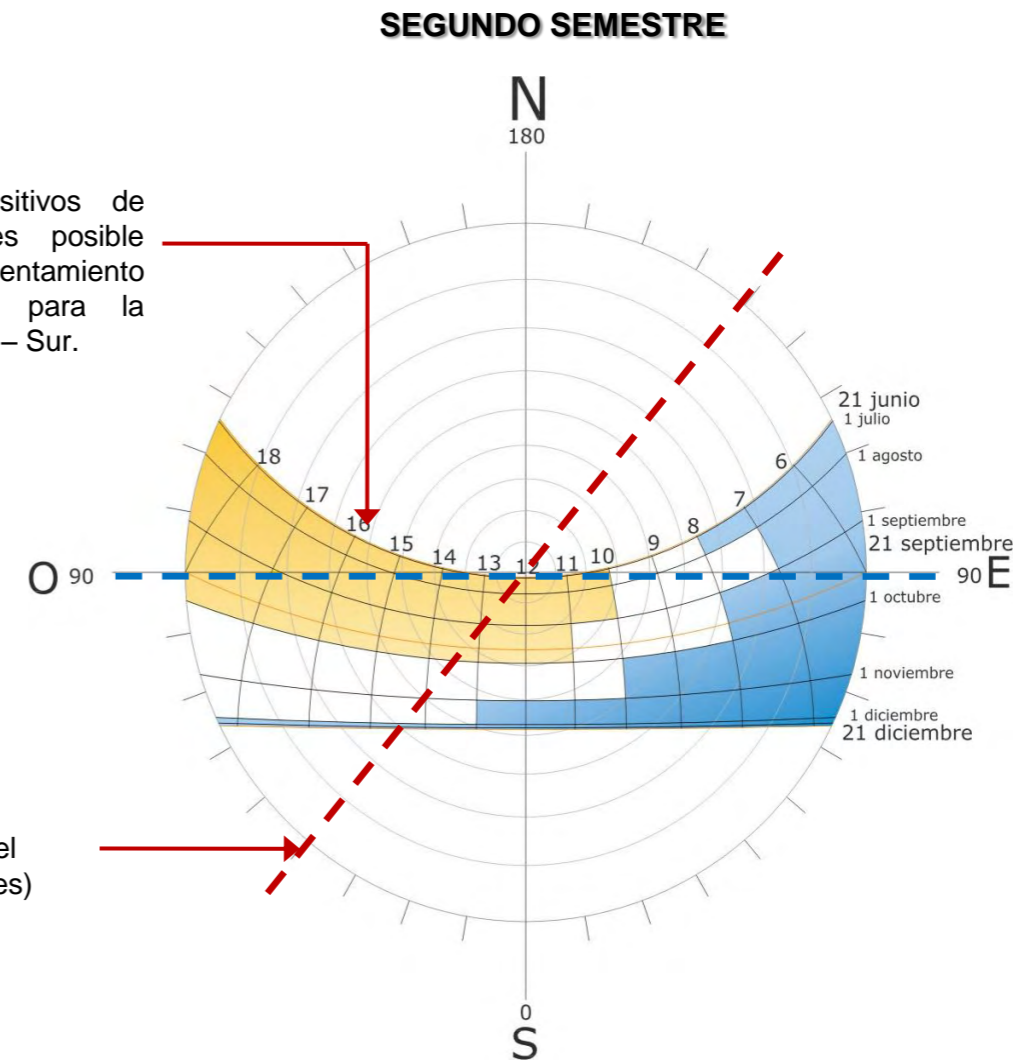 SEGUNDO SEMESTRE
N
180
sitivos de
es posible
entamiento
para la
– Sur.
21 junio
1 julio
1 agosto
1 septiembre
21 septiembre
1 octubre
1 noviembre
1 diciembre
21 diciembre
18
17
16
15
14
13
12
11
10
9
8
7
6
O 90
90 E
el
es)
0
S